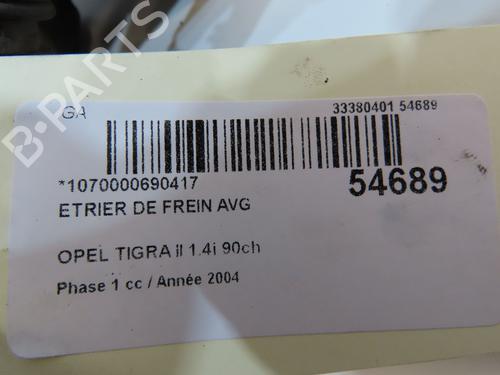 GA 33380401 54689
*1070000690417 54689
ETRIER DE FREIN AVG
OPEL TIGRA II 1.4i 90ch
Phase 1 cc / Année 2004
B-PARTS